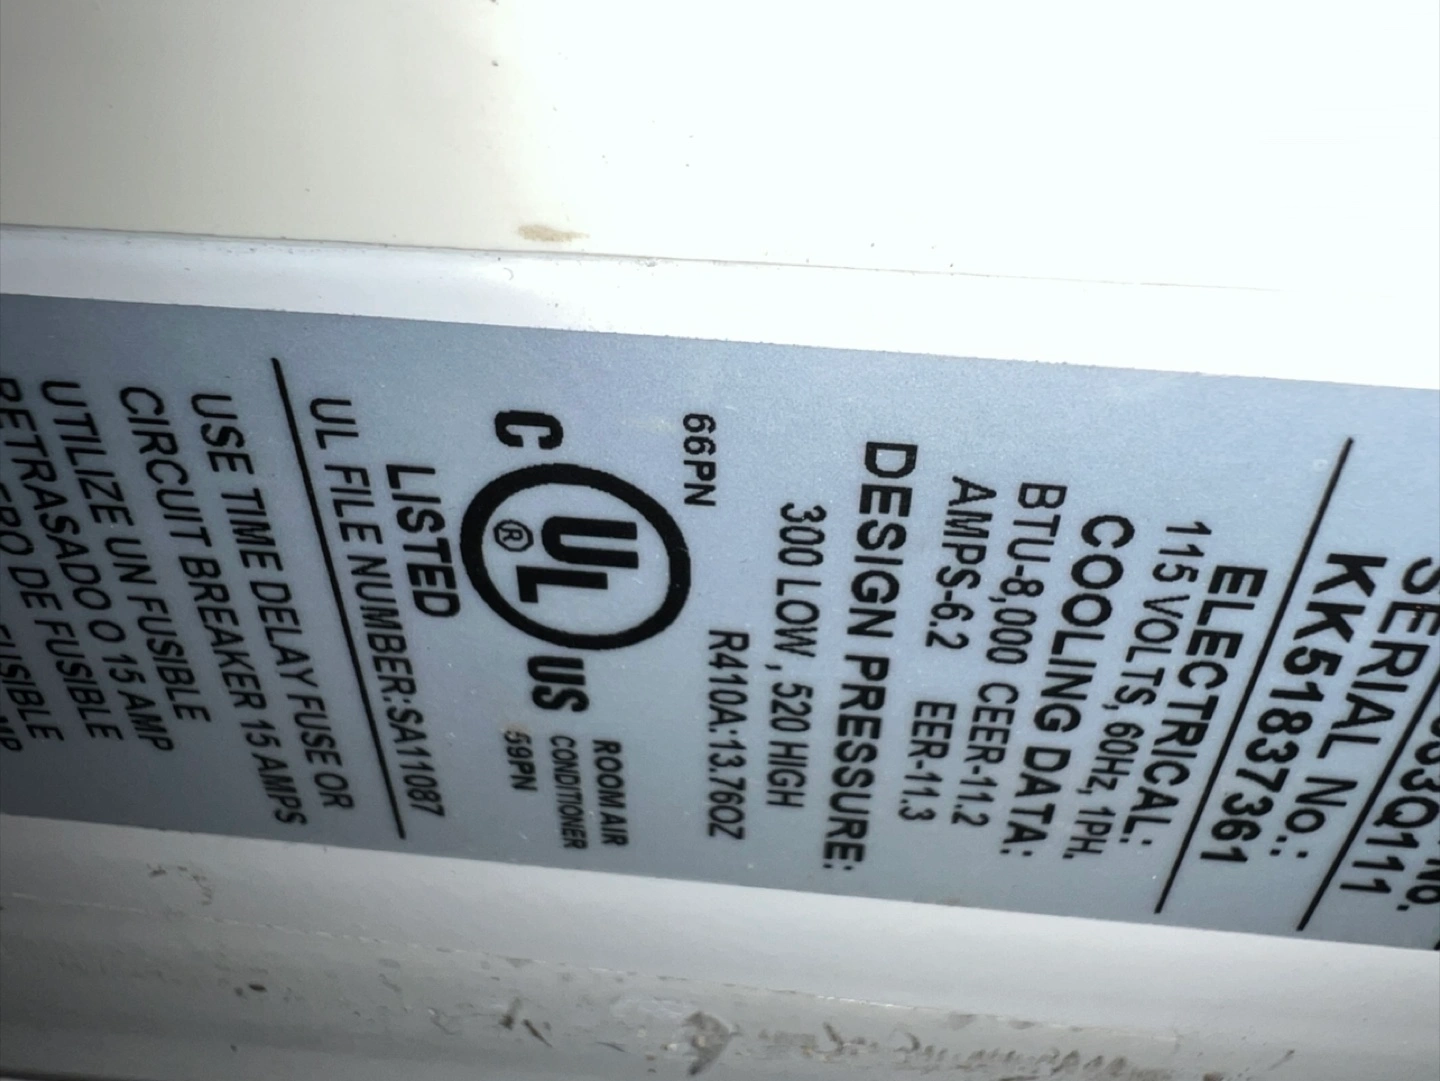 333Q111
SERIAL NO.:
KK51837361
ELECTRICAL:
115 VOLTS, 60Hz, 1PH.
COOLING DATA:
BTU-8,000 CEER-11.2
AMPS-6.2 EER-11.3
DESIGN PRESSURE:
300 LOW , 520 HIGH
R410A:13.76OZ
66PN
C UL ® US
ROOM AIR
CONDITIONER
59PN
LISTED
UL FILE NUMBER:SA11087
USE TIME DELAY FUSE OR
CIRCUIT BREAKER 15 AMPS
UTILIZE UN FUSIBLE
RETRASADO O 15 AMP
DE FUSIBLE